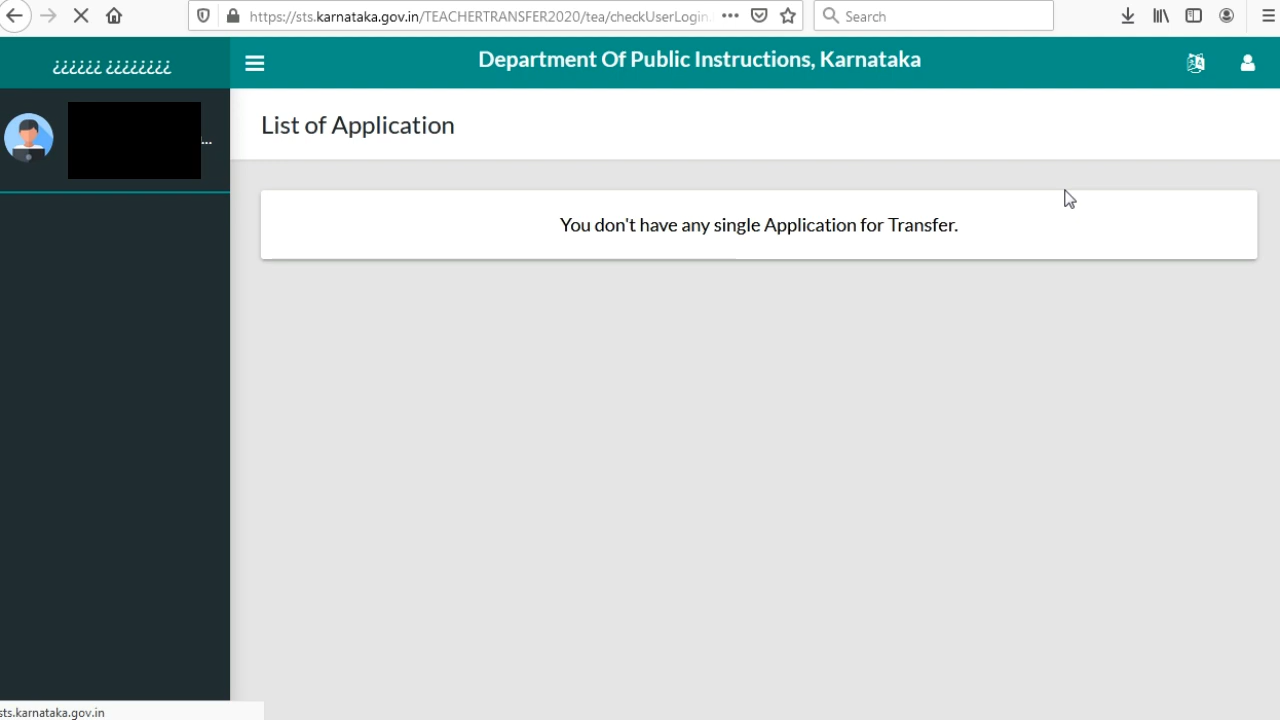 https://sts.karnataka.gov.in/TEACHERTRANSFER2020/tea/checkUserLogin.
Search
¿¿¿¿¿¿ ¿¿¿¿¿¿¿¿
Department Of Public Instructions, Karnataka
...
List of Application
You don't have any single Application for Transfer.
sts.karnataka.gov.in